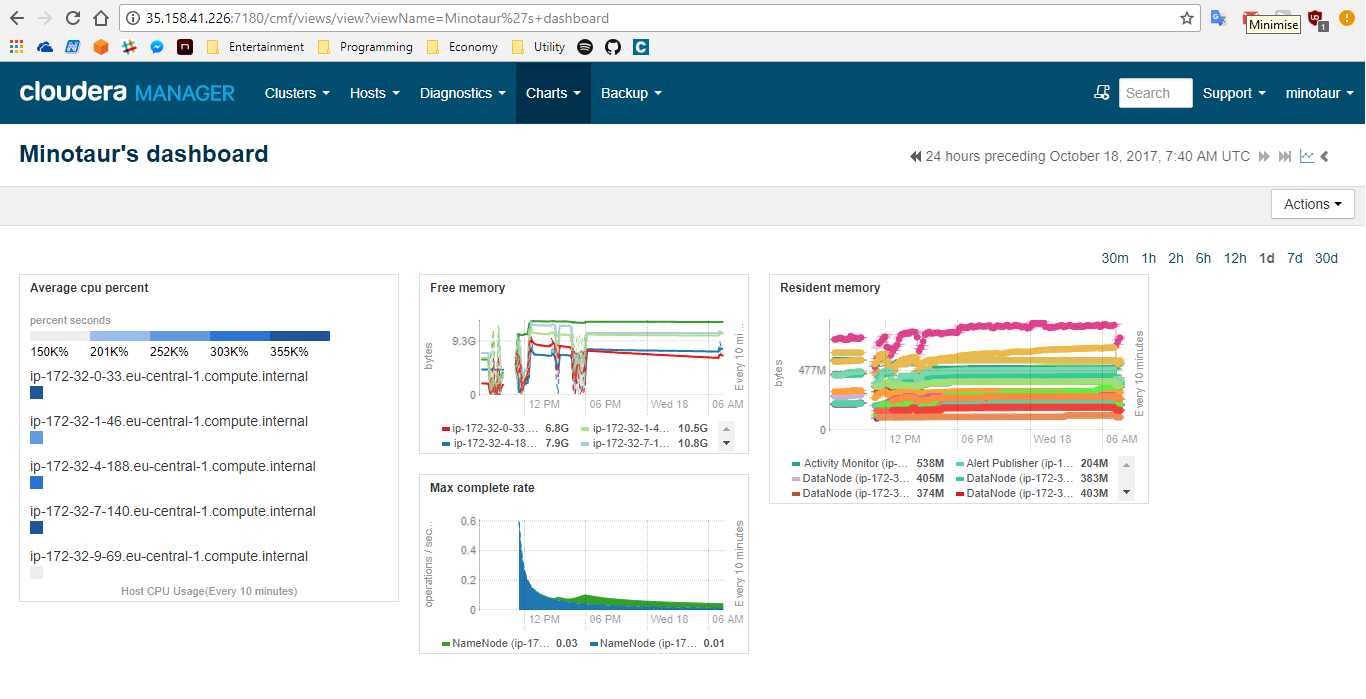 35.158.41.226:7180/cmf/views/view?viewName=Minotaur%27s+dashboard
Minimise
1
Entertainment Programming Economy Utility
cloudera MANAGER Clusters Hosts Diagnostics Charts Backup Search Support minotaur
Minotaur's dashboard
24 hours preceding October 18, 2017, 7:40 AM UTC
Actions
30m 1h 2h 6h 12h 1d 7d 30d
Average cpu percent
percent seconds
150K% 201K% 252K% 303K% 355K%
ip-172-32-0-33.eu-central-1.compute.internal
ip-172-32-1-46.eu-central-1.compute.internal
ip-172-32-4-188.eu-central-1.compute.internal
ip-172-32-7-140.eu-central-1.compute.internal
ip-172-32-9-69.eu-central-1.compute.internal
Host CPU Usage(Every 10 minutes)
Free memory
bytes
9.3G
0
12 PM 06 PM Wed 18 06 AM
Every 10 mi...
ip-172-32-0-33.... 6.8G ip-172-32-1-4... 10.5G
ip-172-32-4-18... 7.9G ip-172-32-7-1... 10.8G
Max complete rate
operations / sec...
0.6
0.4
0.2
0
12 PM 06 PM Wed 18 06 AM
Every 10 minutes
NameNode (ip-17... 0.03 NameNode (ip-17... 0.01
Resident memory
bytes
477M
0
12 PM 06 PM Wed 18 06 AM
Every 10 minutes
Activity Monitor (ip-... 538M Alert Publisher (ip-1... 204M
DataNode (ip-172-3... 405M DataNode (ip-172-3... 383M
DataNode (ip-172-3... 374M DataNode (ip-172-3... 403M